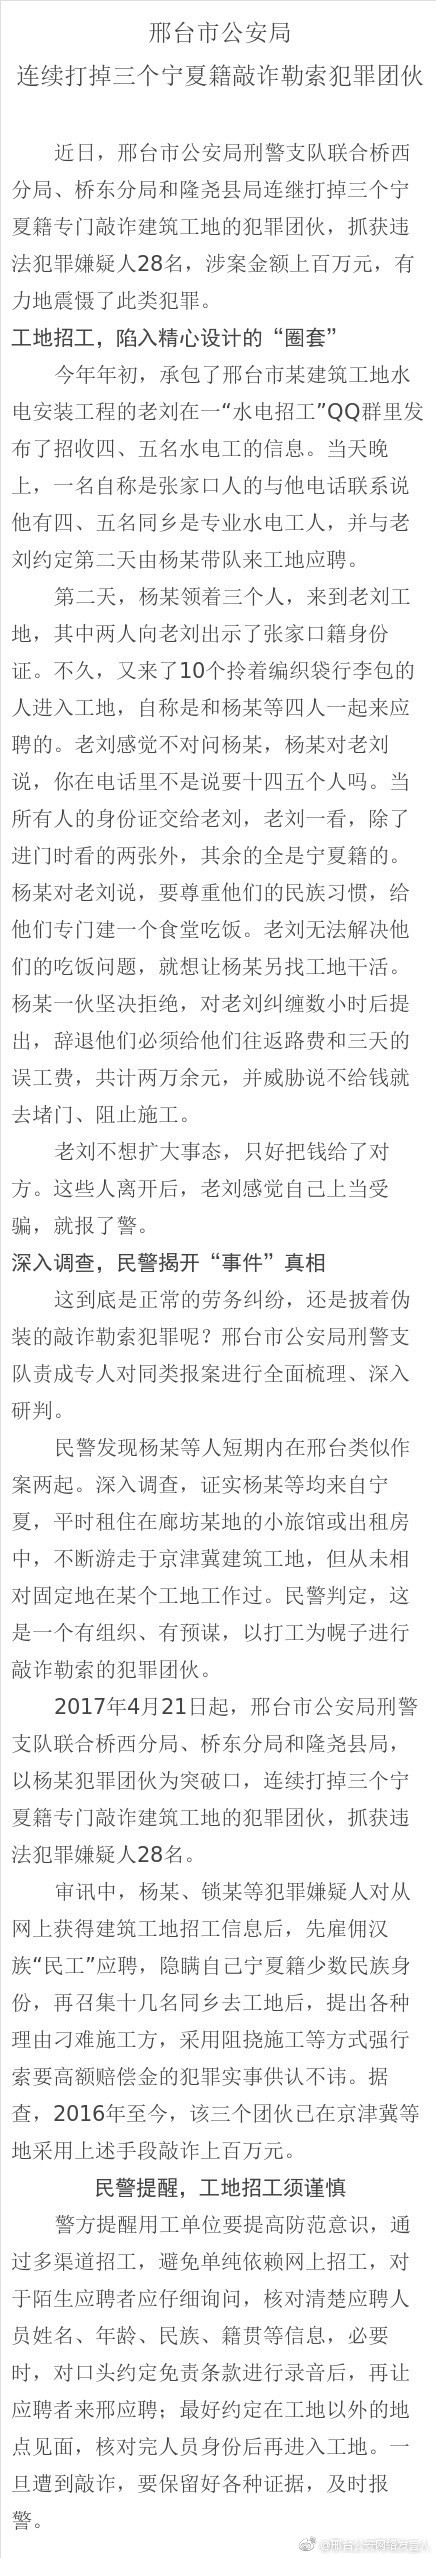 邢台市公安局
连续打掉三个宁夏籍敲诈勒索犯罪团伙
近日，邢台市公安局刑警支队联合桥西
分局、桥东分局和隆尧县局连继打掉三个宁
夏籍专门敲诈建筑工地的犯罪团伙，抓获违
法犯罪嫌疑人28名，涉案金额上百万元，有
力地震慑了此类犯罪。
工地招工，陷入精心设计的“圈套”
今年年初，承包了邢台市某建筑工地水
电安装工程的老刘在一“水电招工”QQ群里发
布了招收四、五名水电工的信息。当天晚
上，一名自称是张家口人的与他电话联系说
他有四、五名同乡是专业水电工人，并与老
刘约定第二天由杨某带队来工地应聘。
第二天，杨某领着三个人，来到老刘工
地，其中两人向老刘出示了张家口籍身份
证。不久，又来了10个拎着编织袋行李包的
人进入工地，自称是和杨某等四人一起来应
聘的。老刘感觉不对问杨某，杨某对老刘
说，你在电话里不是说要十四五个人吗。当
所有人的身份证交给老刘，老刘一看，除了
进门时看的两张外，其余的全是宁夏籍的。
杨某对老刘说，要尊重他们的民族习惯，给
他们专门建一个食堂吃饭。老刘无法解决他
们的吃饭问题，就想让杨某另找工地干活。
杨某一伙坚决拒绝，对老刘纠缠数小时后提
出，辞退他们必须给他们往返路费和三天的
误工费，共计两万余元，并威胁说不给钱就
去堵门、阻止施工。
老刘不想扩大事态，只好把钱给了对
方。这些人离开后，老刘感觉自己上当受
骗，就报了警。
深入调查，民警揭开“事件”真相
这到底是正常的劳务纠纷，还是披着伪
装的敲诈勒索犯罪呢？邢台市公安局刑警支
队责成专人对同类报案进行全面梳理、深入
研判。
民警发现杨某等人短期内在邢台类似作
案两起。深入调查，证实杨某等均来自宁
夏，平时租住在廊坊某地的小旅馆或出租房
中，不断游走于京津冀建筑工地，但从未相
对固定地在某个工地工作过。民警判定，这
是一个有组织、有预谋，以打工为幌子进行
敲诈勒索的犯罪团伙。
2017年4月21日起，邢台市公安局刑警
支队联合桥西分局、桥东分局和隆尧县局，
以杨某犯罪团伙为突破口，连续打掉三个宁
夏籍专门敲诈建筑工地的犯罪团伙，抓获违
法犯罪嫌疑人28名。
审讯中，杨某、锁某等犯罪嫌疑人对从
网上获得建筑工地招工信息后，先雇佣汉
族“民工”应聘，隐瞒自己宁夏籍少数民族身
份，再召集十几名同乡去工地后，提出各种
理由刁难施工方，采用阻挠施工等方式强行
索要高额赔偿金的犯罪实事供认不讳。据
查，2016年至今，该三个团伙已在京津冀等
地采用上述手段敲诈上百万元。
民警提醒，工地招工须谨慎
警方提醒用工单位要提高防范意识，通
过多渠道招工，避免单纯依赖网上招工，对
于陌生应聘者应仔细询问，核对清楚应聘人
员姓名、年龄、民族、籍贯等信息，必要
时，对口头约定免责条款进行录音后，再让
应聘者来邢应聘；最好约定在工地以外的地
点见面，核对完人员身份后再进入工地。一
旦遭到敲诈，要保留好各种证据，及时报
警。
@邢台公安网络发言人